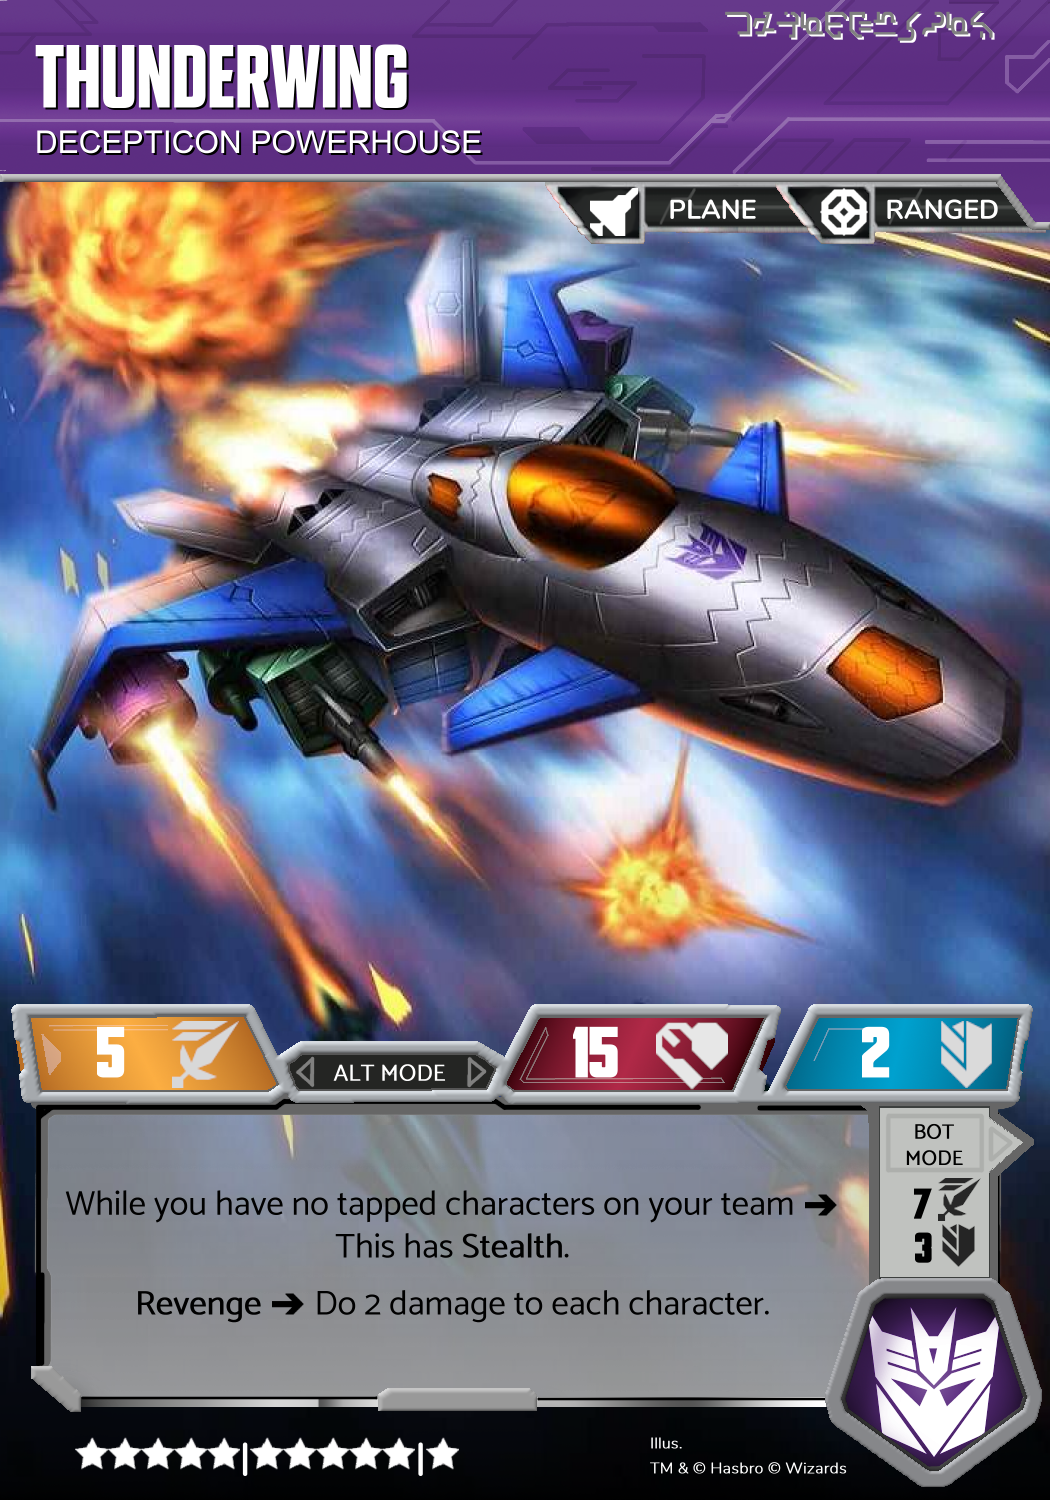 THUNDERWING
DECEPTICON POWERHOUSE
PLANE
RANGED
5
ALT MODE
15
2
While you have no tapped characters on your team ➔
This has Stealth.
Revenge ➔ Do 2 damage to each character.
BOT
MODE
7
3
★★★★★|★★★★★|★
Illus.
TM & © Hasbro © Wizards